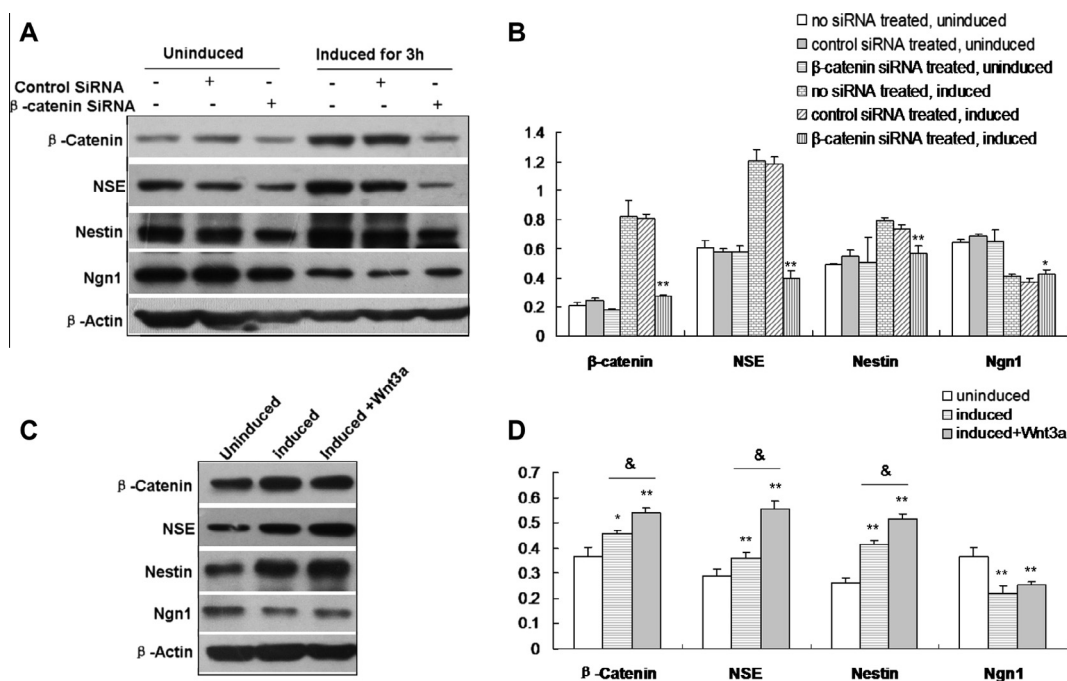 A
Uninduced Induced for 3h
Control SiRNA - + - - + -
β-catenin SiRNA - - + - - +
β-Catenin
NSE
Nestin
Ngn1
β-Actin
B
no siRNA treated, uninduced
control siRNA treated, uninduced
β-catenin siRNA treated, uninduced
no siRNA treated, induced
control siRNA treated, induced
β-catenin siRNA treated, induced
1.4
1.2
1
0.8
0.6
0.4
0.2
0
** ** ** *
β-catenin NSE Nestin Ngn1
C
Uninduced induced Induced+Wnt3a
β-Catenin
NSE
Nestin
Ngn1
β-Actin
D
uninduced
induced
induced+Wnt3a
0.7
0.6
0.5
0.4
0.3
0.2
0.1
0
& & &
* ** ** ** ** ** ** **
β-Catenin NSE Nestin Ngn1